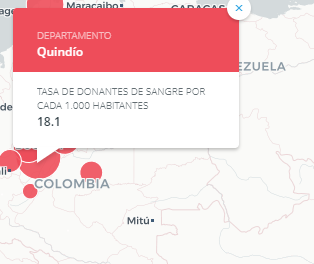 Maracaibo
CARACAS
DEPARTAMENTO
Quindío
EZUELA
TASA DE DONANTES DE SANGRE POR
CADA 1.000 HABITANTES
18.1
COLOMBIA
Mitú